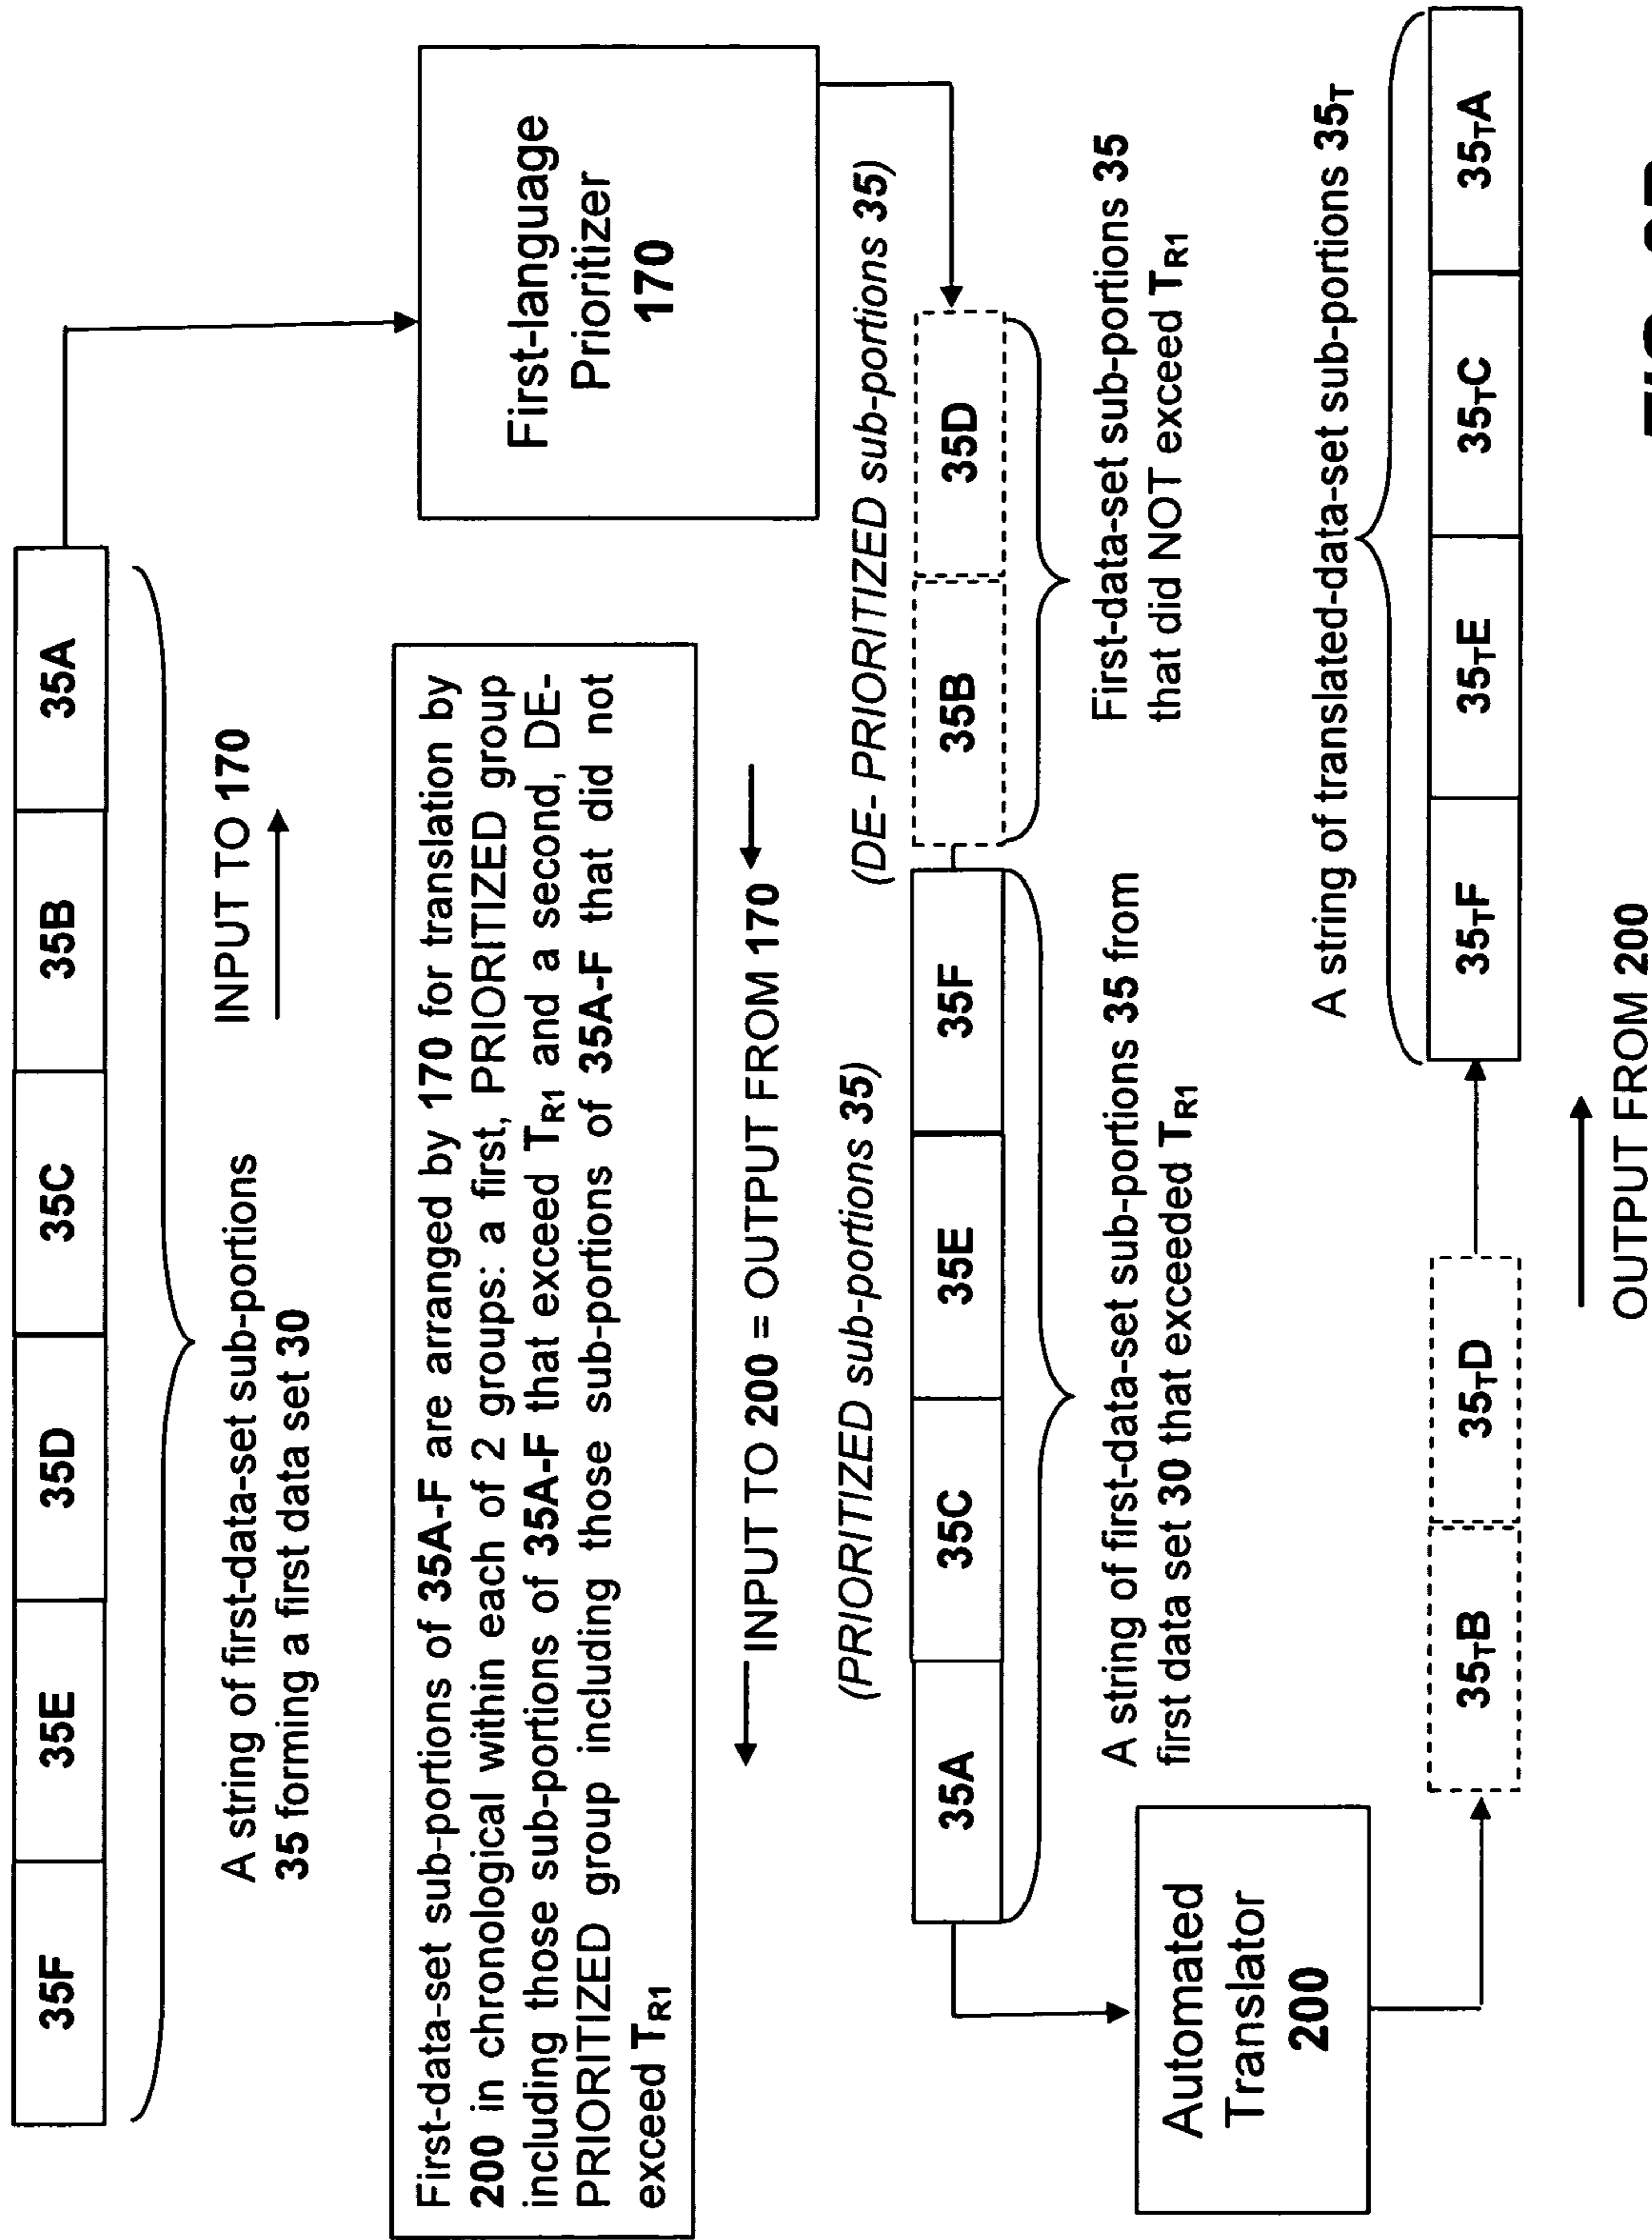 35F 35E 35D 35C 35B 35A
A string of first-data-set sub-portions
35 forming a first data set 30
INPUT TO 170
First-language
Prioritizer
170
First-data-set sub-portions of 35A-F are arranged by 170 for translation by
200 in chronological within each of 2 groups: a first, PRIORITIZED group
including those sub-portions of 35A-F that exceed TR1 and a second, DE-
PRIORITIZED group including those sub-portions of 35A-F that did not
exceed TR1
INPUT TO 200 = OUTPUT FROM 170
(PRIORITIZED sub-portions 35)
(DE- PRIORITIZED sub-portions 35)
35A 35C 35E 35F 35B 35D
A string of first-data-set sub-portions 35 from
first data set 30 that exceeded TR1
First-data-set sub-portions 35
that did NOT exceed TR1
Automated
Translator
200
A string of translated-data-set sub-portions 35T
35TB 35TD 35TF 35TE 35TC 35TA
OUTPUT FROM 200